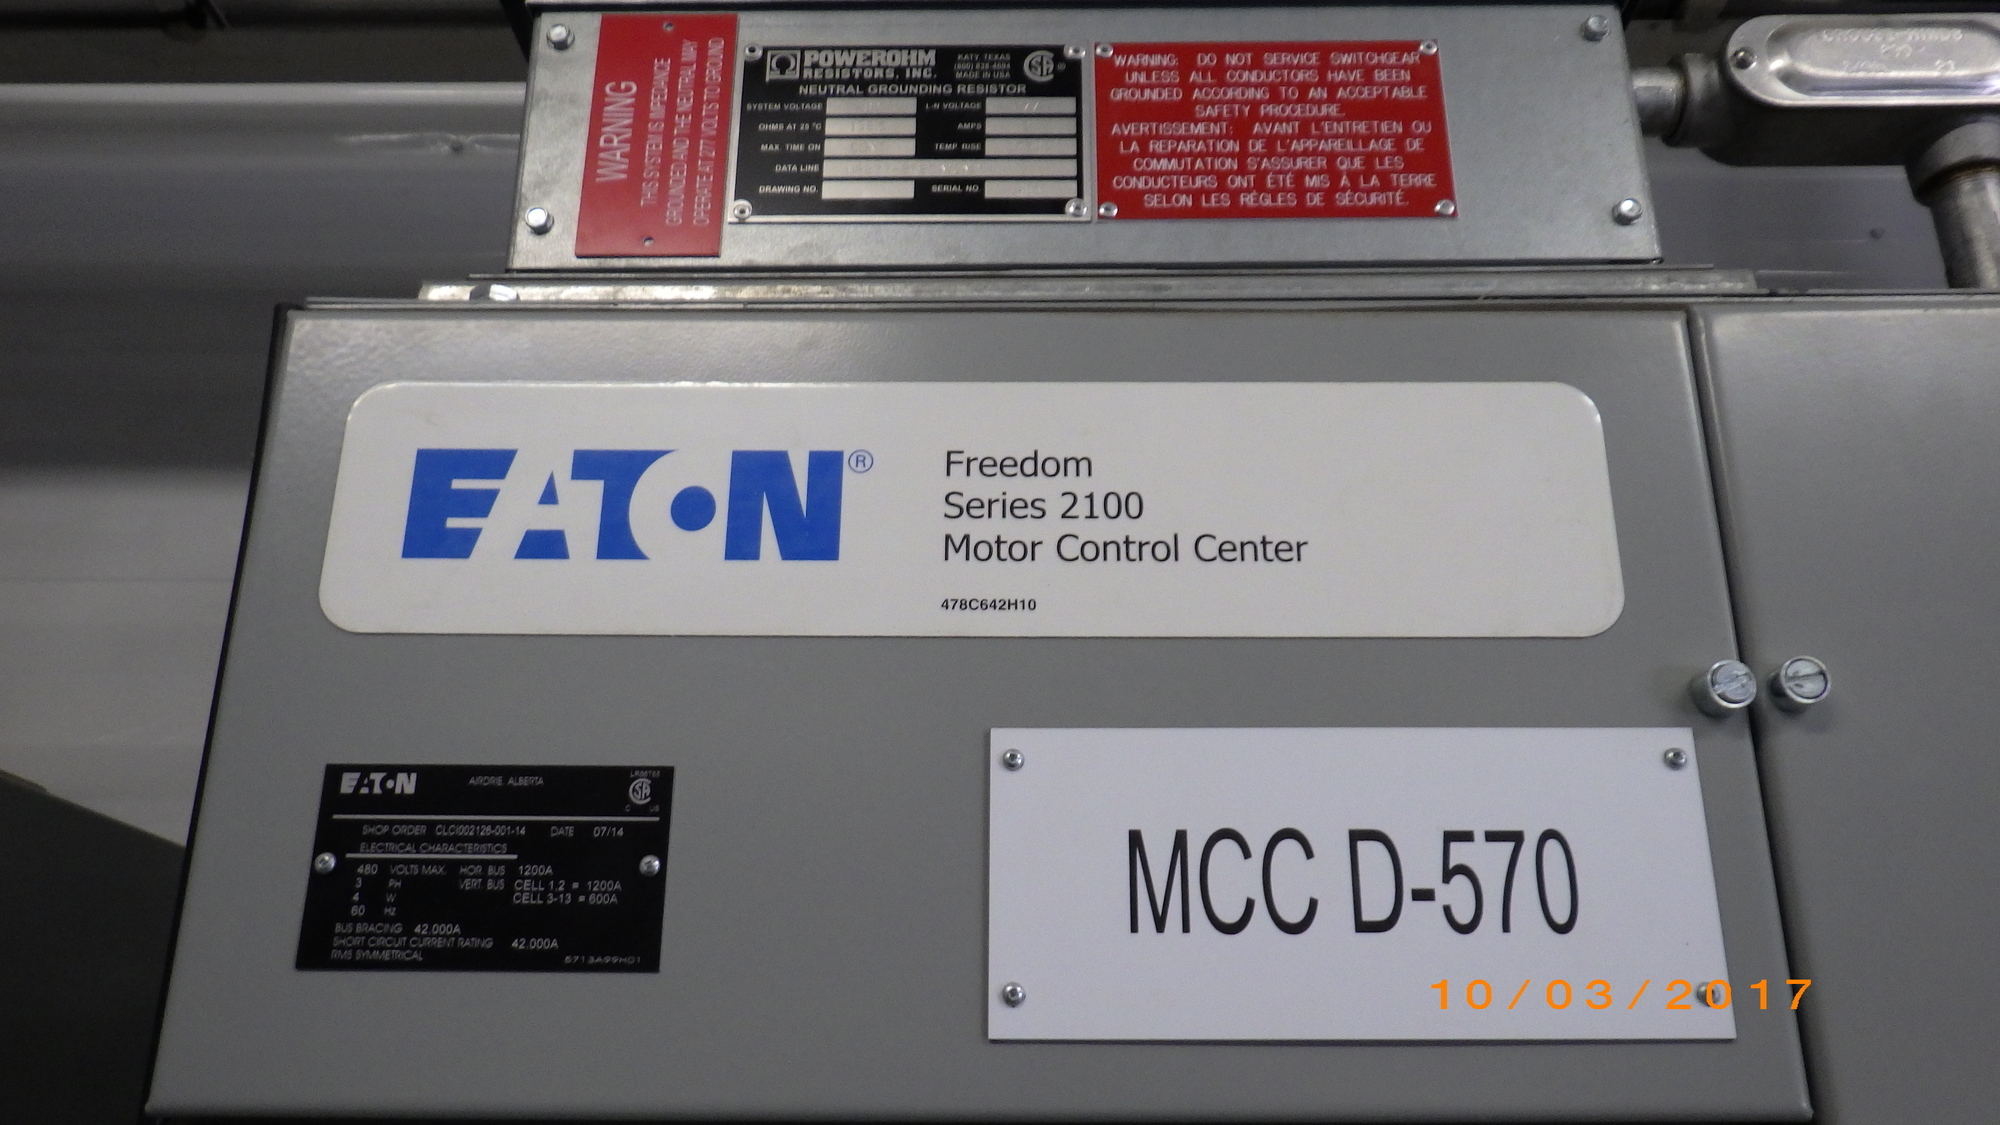 WARNING
THIS SYSTEM IS IMPEDANCE
GROUNDED AND THE NEUTRAL MAY
OPERATE AT 277 VOLTS TO GROUND
POWEROHM
RESISTORS, INC.
KATY, TEXAS
MADE IN USA
NEUTRAL GROUNDING RESISTOR
SYSTEM VOLTAGE L-N VOLTAGE
OHMS AT 25 °C AMPS
MAX. TIME ON TEMP RISE
DATA LINE
DRAWING NO. SERIAL NO.
WARNING: DO NOT SERVICE SWITCHGEAR
UNLESS ALL CONDUCTORS HAVE BEEN
GROUNDED ACCORDING TO AN ACCEPTABLE
SAFETY PROCEDURE.
AVERTISSEMENT: AVANT L'ENTRETIEN OU
LA REPARATION DE L'APPAREILLAGE DE
COMMUTATION S'ASSURER QUE LES
CONDUCTEURS ONT ÉTÉ MIS À LA TERRE
SELON LES RÈGLES DE SÉCURITÉ.
EATON®
Freedom
Series 2100
Motor Control Center
478C642H10
EATON AIRDRIE, ALBERTA
SHOP ORDER CLCI002126-001-14 DATE 07/14
ELECTRICAL CHARACTERISTICS
480 VOLTS MAX. HOR. BUS 1200A
3 PH VERT. BUS CELL 1,2 = 1200A
4 W CELL 3-13 = 600A
60 HZ
BUS BRACING 42,000A
SHORT CIRCUIT CURRENT RATING 42,000A
RMS SYMMETRICAL
5713A99H01
MCC D-570
10/03/2017